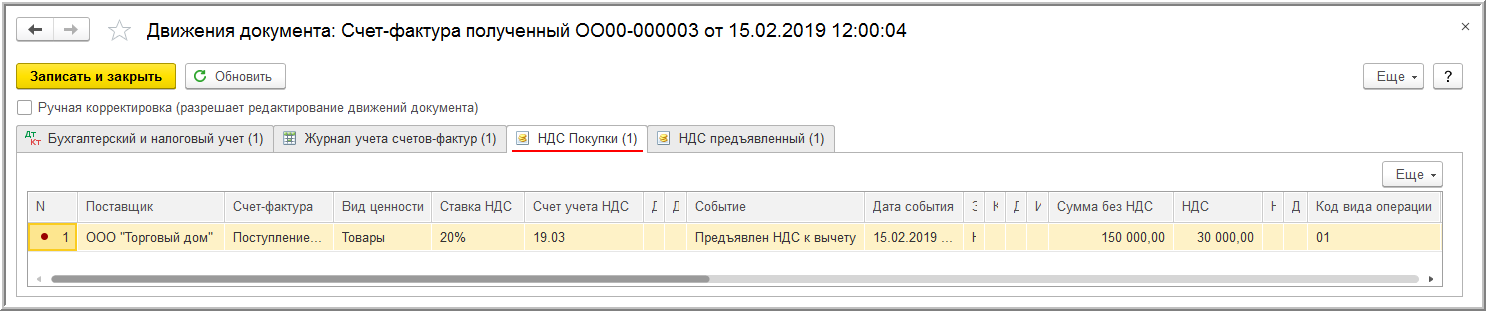 Движения документа: Счет-фактура полученный ОО00-000003 от 15.02.2019 12:00:04
Записать и закрыть Обновить Еще ?
Ручная корректировка (разрешает редактирование движений документа)
Дт Кт Бухгалтерский и налоговый учет (1) Журнал учета счетов-фактур (1) НДС Покупки (1) НДС предъявленный (1)
Еще
N Поставщик Счет-фактура Вид ценности Ставка НДС Счет учета НДС Д Д Событие Дата события К Д И Сумма без НДС НДС Д Код вида операции
1 ООО "Торговый дом" Поступление... Товары 20% 19.03 Предъявлен НДС к вычету 15.02.2019 ... 150 000,00 30 000,00 01